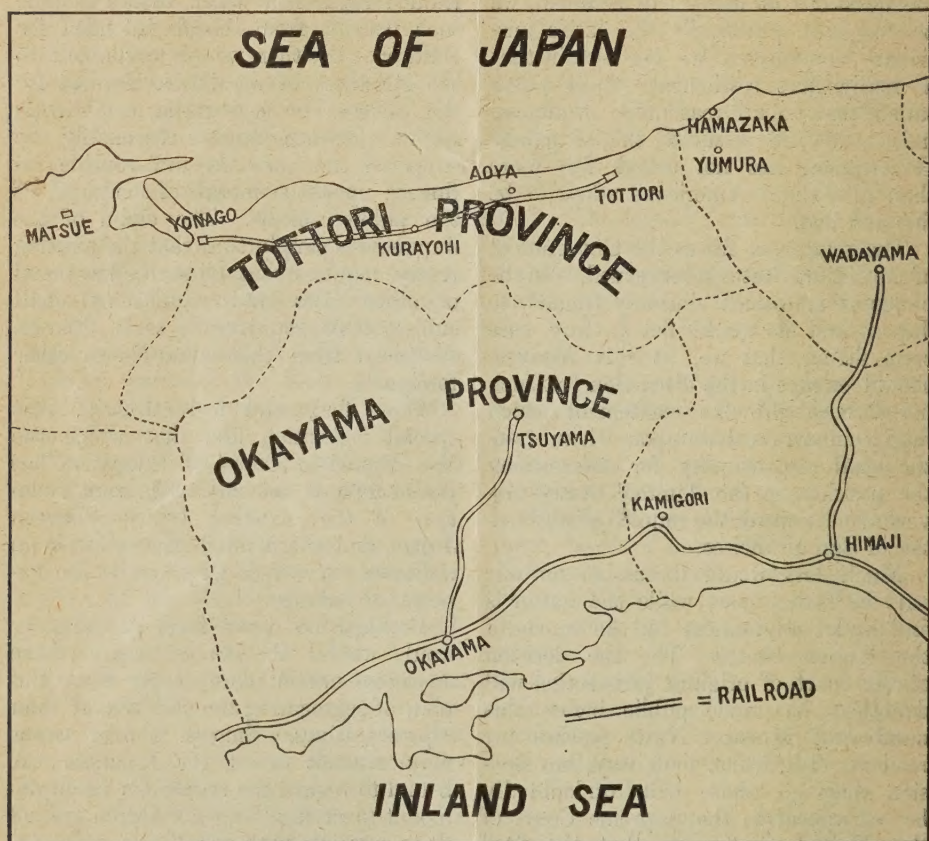 SEA OF JAPAN
HAMAZAKA
YUMURA
AOYA
TOTTORI
MATSUE
YONAGO
KURAYOHI
TOTTORI PROVINCE
WADAYAMA
OKAYAMA PROVINCE
TSUYAMA
KAMIGORI
HIMAJI
OKAYAMA
= RAILROAD
INLAND SEA